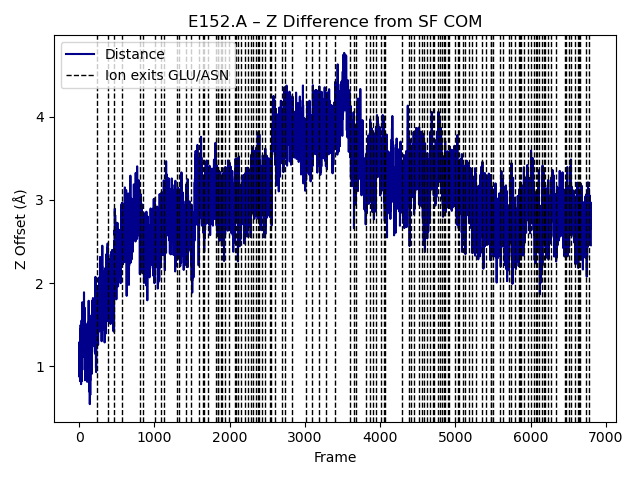 E152.A – Z Difference from SF COM
Distance
Ion exits GLU/ASN
Z Offset (Å)
4
3
2
1
0
1000
2000
3000
4000
5000
6000
7000
Frame